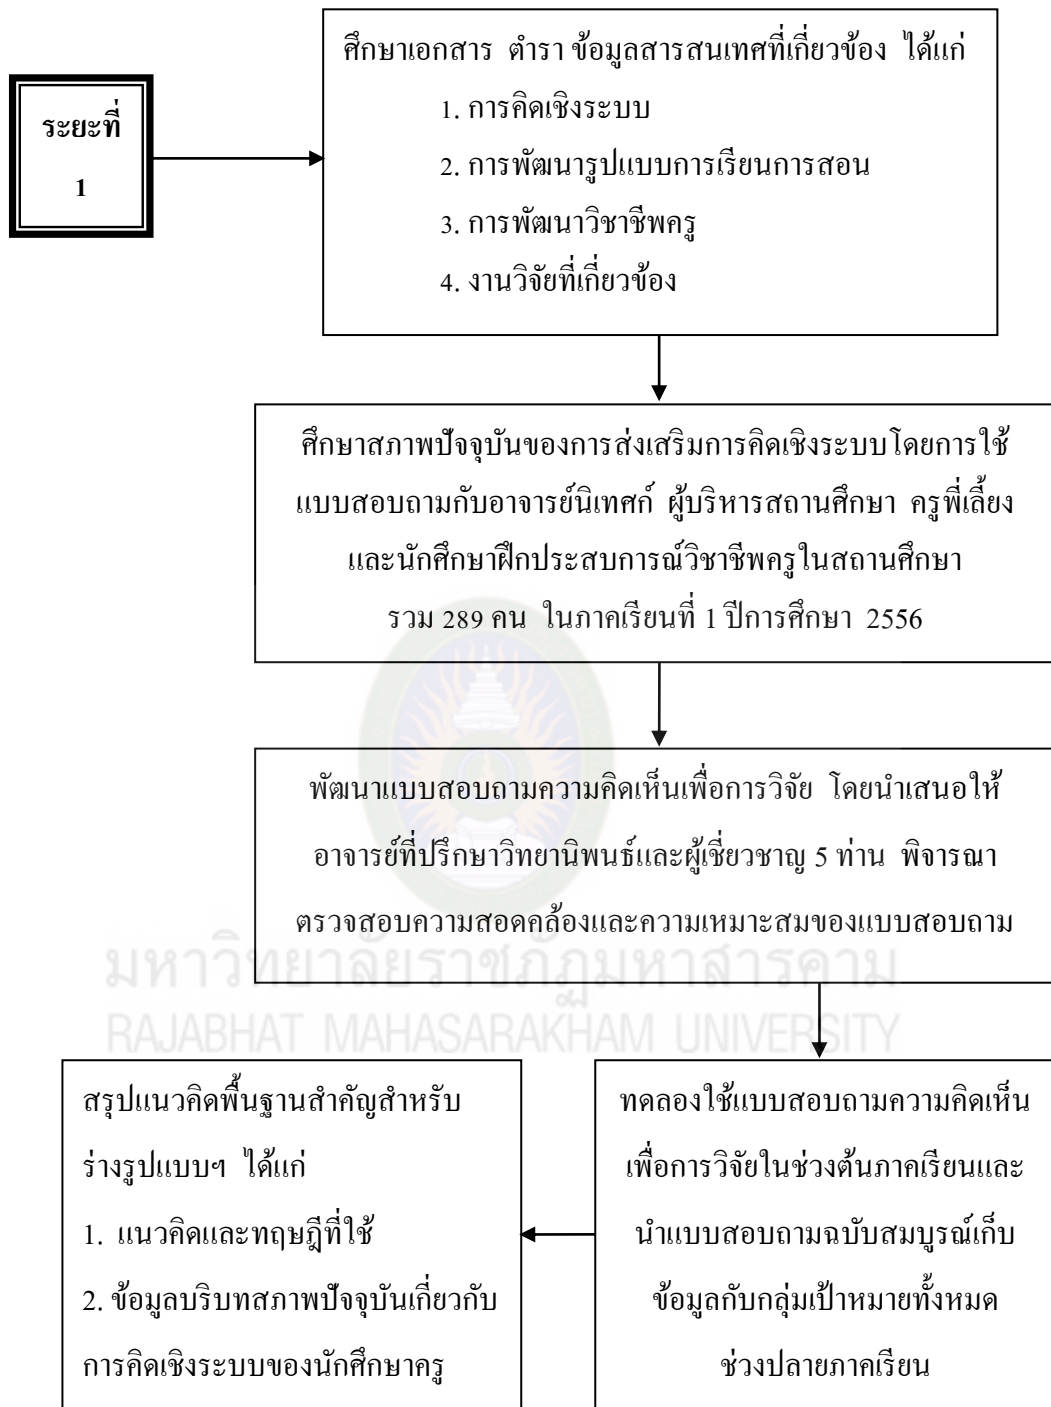 ระยะที่
1
ศึกษาเอกสาร ตำรา ข้อมูลสารสนเทศที่เกี่ยวข้อง ได้แก่
1. การคิดเชิงระบบ
2. การพัฒนารูปแบบการเรียนการสอน
3. การพัฒนาวิชาชีพครู
4. งานวิจัยที่เกี่ยวข้อง
ศึกษาสภาพปัจจุบันของการส่งเสริมการคิดเชิงระบบโดยการใช้
แบบสอบถามกับอาจารย์นิเทศก์ ผู้บริหารสถานศึกษา ครูพี่เลี้ยง
และนักศึกษาฝึกประสบการณ์วิชาชีพครูในสถานศึกษา
รวม 289 คน ในภาคเรียนที่ 1 ปีการศึกษา 2556
พัฒนาแบบสอบถามความคิดเห็นเพื่อการวิจัย โดยนำเสนอให้
อาจารย์ที่ปรึกษาวิทยานิพนธ์และผู้เชี่ยวชาญ 5 ท่าน พิจารณา
ตรวจสอบความสอดคล้องและความเหมาะสมของแบบสอบถาม
มหาวิทยาลัยราชภัฏมหาสารคาม
RAJABHAT MAHASARAKHAM UNIVERSITY
ทดลองใช้แบบสอบถามความคิดเห็น
เพื่อการวิจัยในช่วงต้นภาคเรียนและ
นำแบบสอบถามฉบับสมบูรณ์เก็บ
ข้อมูลกับกลุ่มเป้าหมายทั้งหมด
ช่วงปลายภาคเรียน
สรุปแนวคิดพื้นฐานสำคัญสำหรับ
ร่างรูปแบบฯ ได้แก่
1. แนวคิดและทฤษฎีที่ใช้
2. ข้อมูลบริบทสภาพปัจจุบันเกี่ยวกับ
การคิดเชิงระบบของนักศึกษาครู